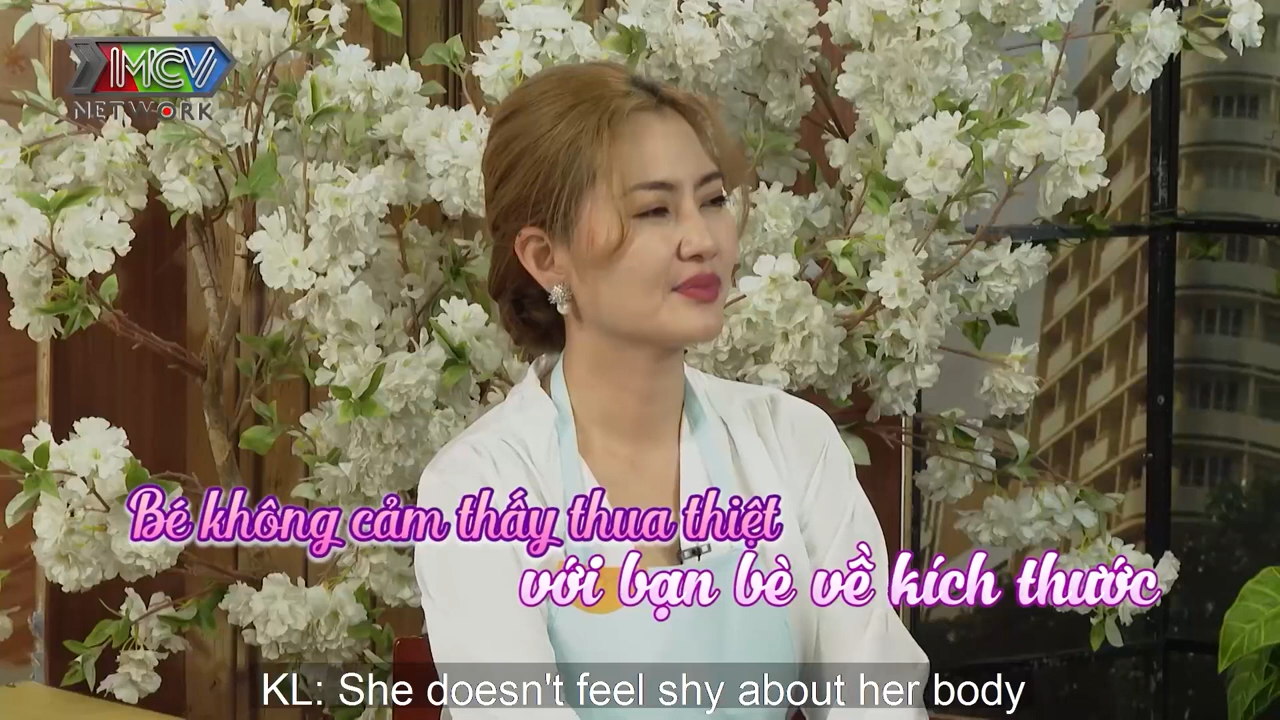 MCV
NETWORK
Bé không cảm thấy thua thiệt
với bạn bè về kích thước
KL: She doesn't feel shy about her body